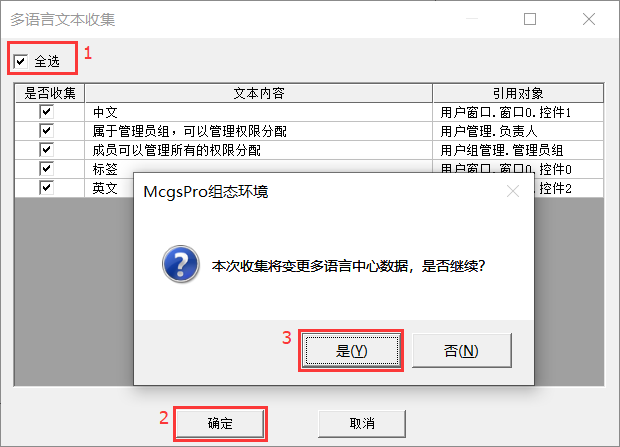 多语言文本收集
全选 1
是否收集 文本内容 引用对象
中文 用户窗口.窗口0.控件1
属于管理员组，可以管理权限分配 用户管理.负责人
成员可以管理所有的权限分配 用户组管理.管理员组
标签 用户窗口.窗口0.控件0
英文 控件2
McgsPro组态环境
本次收集将变更多语言中心数据，是否继续？
3 是(Y) 否(N)
2 确定 取消